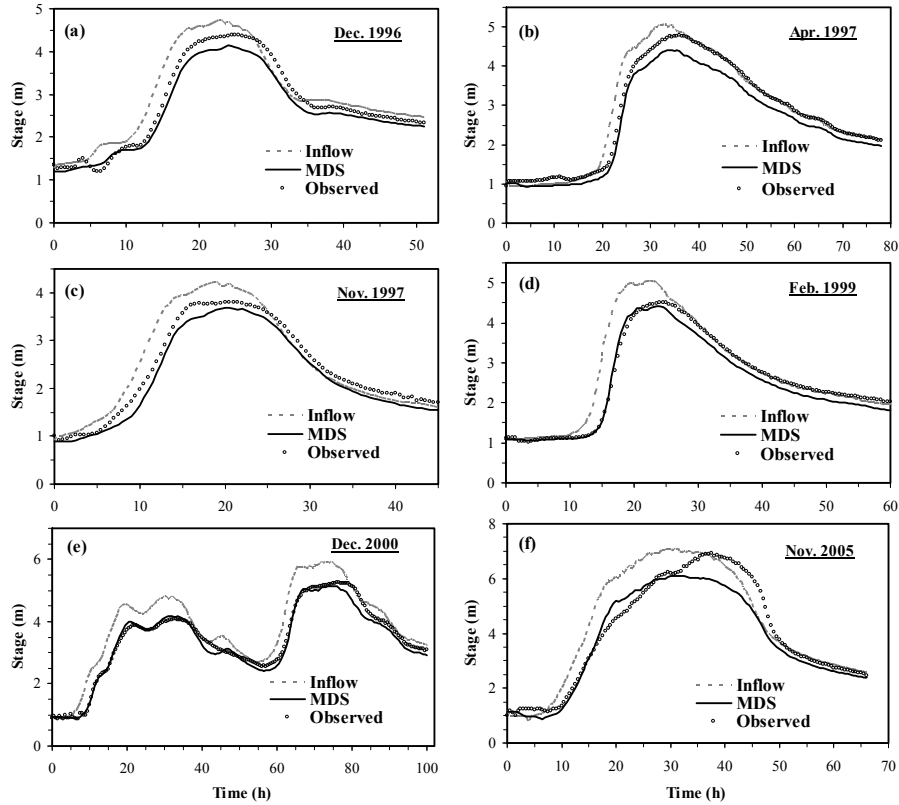 (a)
Dec. 1996
Stage (m)
5
4
3
2
1
0
10
20
30
40
50
Inflow
MDS
Observed
(b)
Apr. 1997
Stage (m)
5
4
3
2
1
0
0
10
20
30
40
50
60
70
80
Inflow
MDS
Observed
(c)
Nov. 1997
Stage (m)
4
3
2
1
0
0
10
20
30
40
Inflow
MDS
Observed
(d)
Feb. 1999
Stage (m)
5
4
3
2
1
0
0
10
20
30
40
50
60
Inflow
MDS
Observed
(e)
Dec. 2000
Stage (m)
6
4
2
0
0
20
40
60
80
100
Inflow
MDS
Observed
Time (h)
(f)
Nov. 2005
Stage (m)
8
6
4
2
0
0
10
20
30
40
50
60
70
Inflow
MDS
Observed
Time (h)